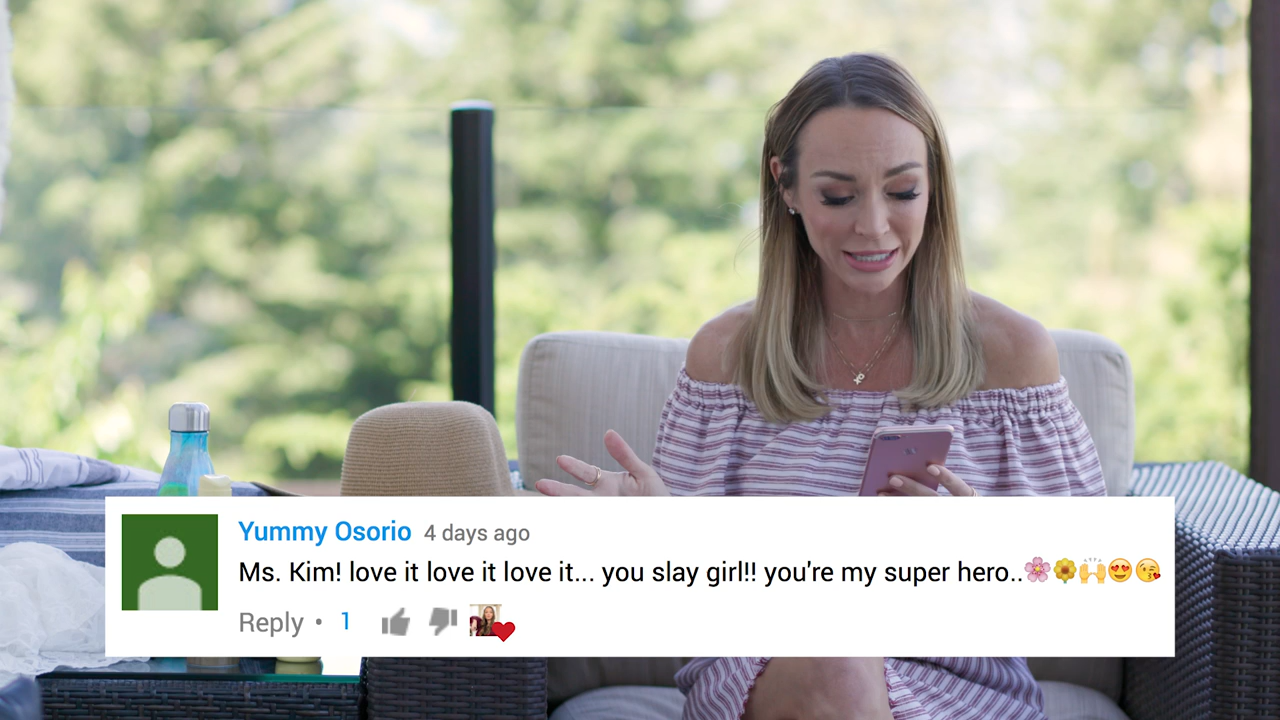 Yummy Osorio 4 days ago
Ms. Kim! love it love it love it... you slay girl!! you're my super hero..🌸🌻🙌😍😘
Reply • 1